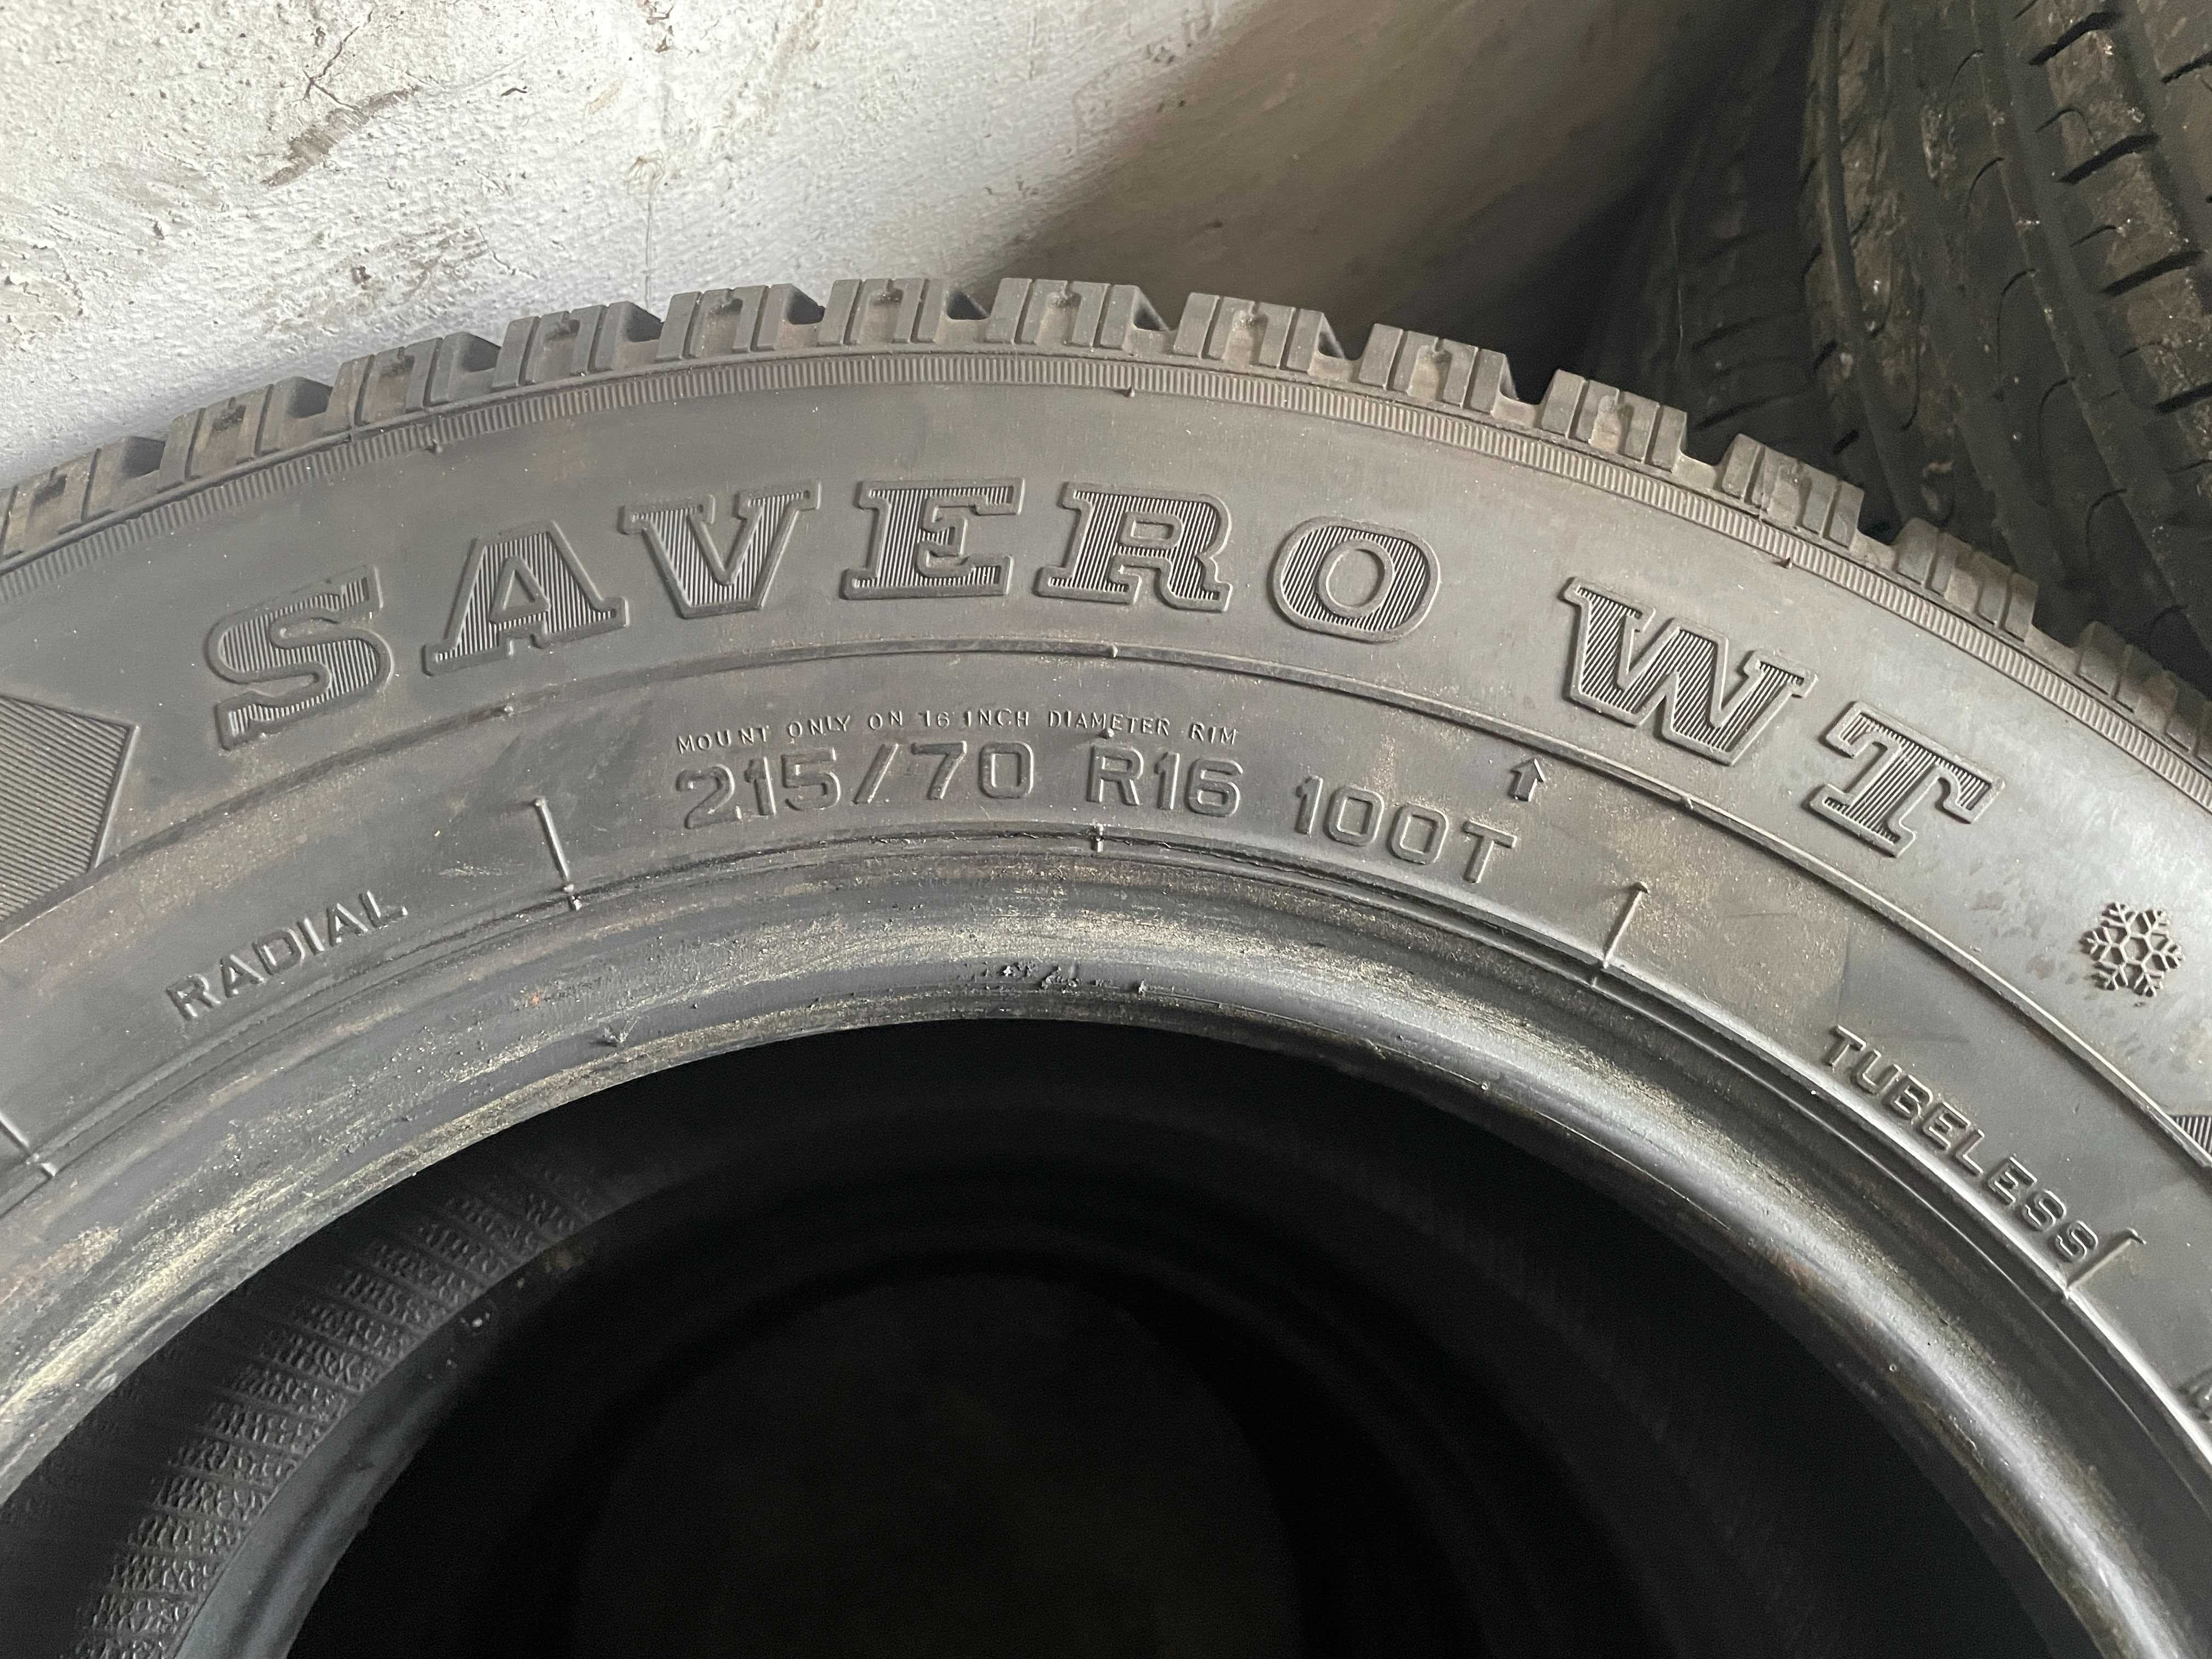 SAVERO WT
MOUNT ONLY ON 16 INCH DIAMETER RIM
215/70 R16 100T
RADIAL
TUBELESS